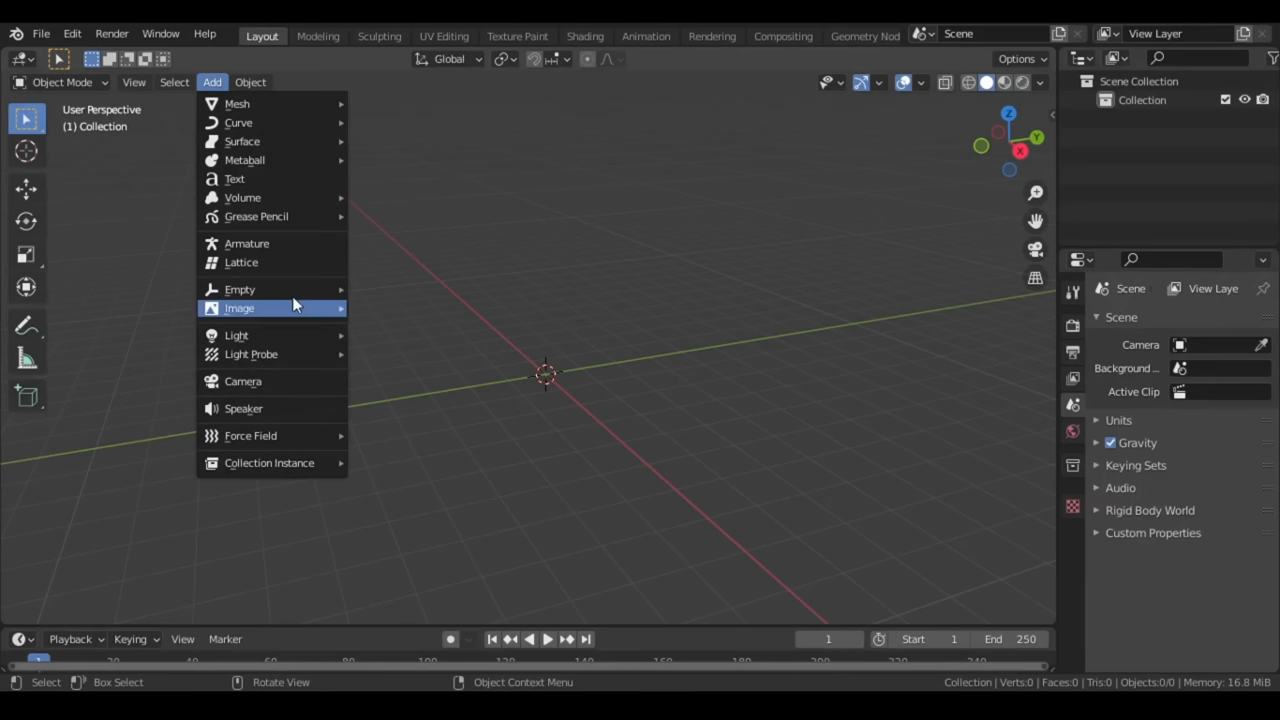 File Edit Render Window Help Layout Modeling Sculpting UV Editing Texture Paint Shading Animation Rendering Compositing Geometry Nod Scene View Layer
Global Options
Object Mode View Select Add Object
User Perspective
(1) Collection
Mesh
Curve
Surface
Metaball
Text
Volume
Grease Pencil
Armature
Lattice
Empty
Image
Light
Light Probe
Camera
Speaker
Force Field
Collection Instance
Z
Y
X
Scene Collection
Collection
Scene View Laye
Scene
Camera
Background ...
Active Clip
Units
Gravity
Keying Sets
Audio
Rigid Body World
Custom Properties
Playback Keying View Marker 1 Start 1 End 250
1 20 40 60 80 100 120 140 160 180 200 220 240
Select Box Select Rotate View Object Context Menu Collection | Verts:0 | Faces:0 | Tris:0 | Objects:0/0 | Memory: 16.8 MiB